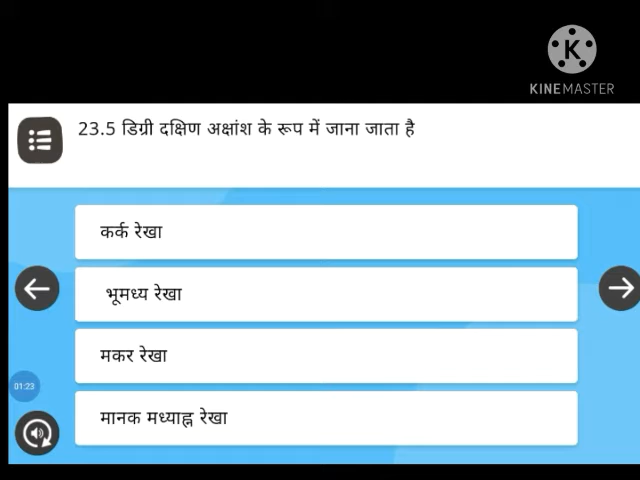 K
KINEMASTER
23.5 डिग्री दक्षिण अक्षांश के रूप में जाना जाता है
कर्क रेखा
भूमध्य रेखा
मकर रेखा
01:23
मानक मध्याह्न रेखा